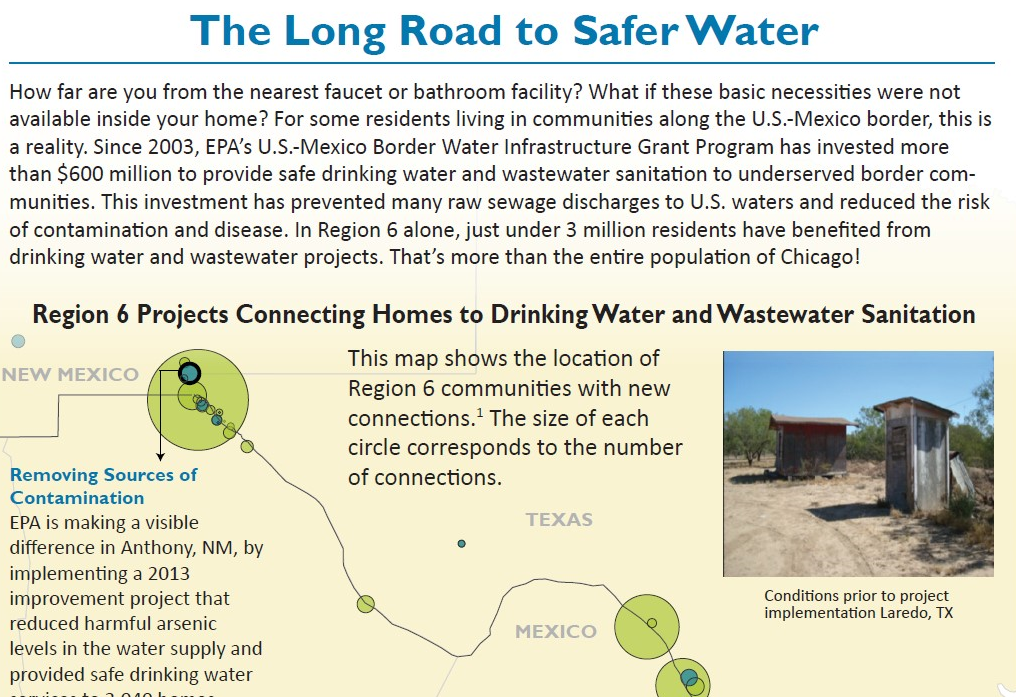 The Long Road to Safer Water
How far are you from the nearest faucet or bathroom facility? What if these basic necessities were not
available inside your home? For some residents living in communities along the U.S.-Mexico border, this is
a reality. Since 2003, EPA's U.S.-Mexico Border Water Infrastructure Grant Program has invested more
than $600 million to provide safe drinking water and wastewater sanitation to underserved border com-
munities. This investment has prevented many raw sewage discharges to U.S. waters and reduced the risk
of contamination and disease. In Region 6 alone, just under 3 million residents have benefited from
drinking water and wastewater projects. That's more than the entire population of Chicago!
Region 6 Projects Connecting Homes to Drinking Water and Wastewater Sanitation
NEW MEXICO
This map shows the location of
Region 6 communities with new
connections.¹ The size of each
circle corresponds to the number
of connections.
Removing Sources of
Contamination
EPA is making a visible
difference in Anthony, NM, by
implementing a 2013
improvement project that
reduced harmful arsenic
levels in the water supply and
provided safe drinking water
TEXAS
MEXICO
Conditions prior to project
implementation Laredo, TX